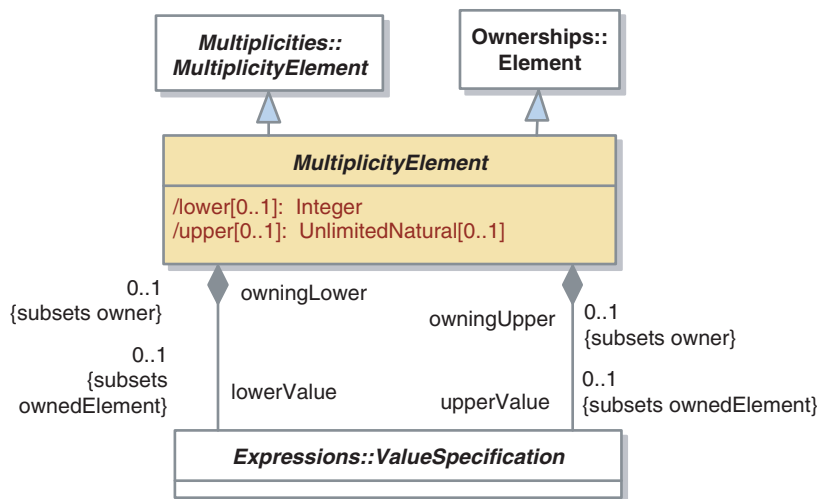 Multiplicities::
MultiplicityElement
Ownerships::
Element
MultiplicityElement
/lower[0..1]: Integer
/upper[0..1]: UnlimitedNatural[0..1]
0..1
{subsets owner}
owningLower
owningUpper
0..1
{subsets owner}
0..1
{subsets
ownedElement}
lowerValue
upperValue
0..1
{subsets ownedElement}
Expressions::ValueSpecification